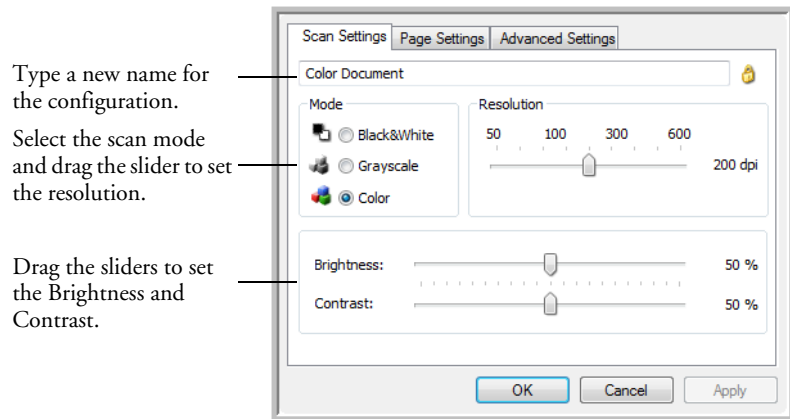 Scan Settings Page Settings Advanced Settings
Type a new name for
the configuration.
Color Document
Select the scan mode
and drag the slider to set
the resolution.
Mode
Black&White
Grayscale
Color
Resolution
50 100 300 600
200 dpi
Drag the sliders to set
the Brightness and
Contrast.
Brightness: 50 %
Contrast: 50 %
OK Cancel Apply